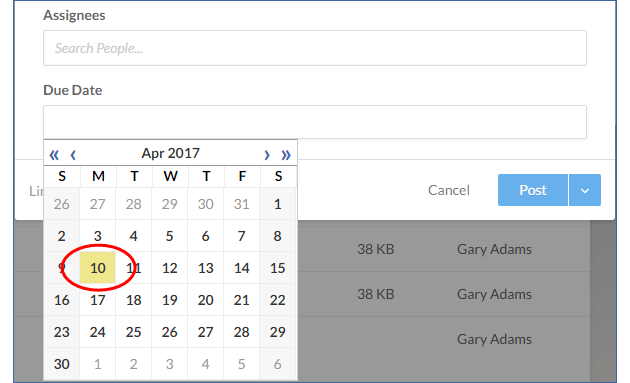 Assignees
Search People...
Due Date
« ‹ Apr 2017 › »
S M T W T F S
26 27 28 29 30 31 1
2 3 4 5 6 7 8
9 10 11 12 13 14 15
16 17 18 19 20 21 22
23 24 25 26 27 28 29
30 1 2 3 4 5 6
Cancel Post
38 KB Gary Adams
38 KB Gary Adams
Gary Adams